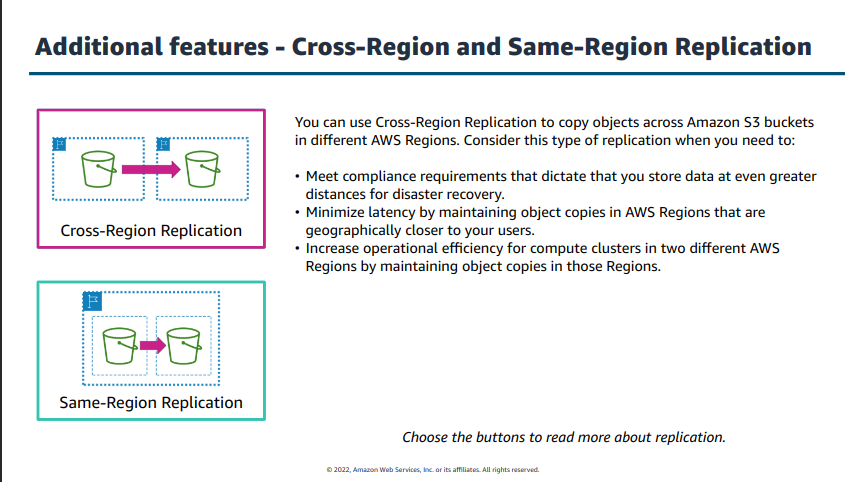 Additional features - Cross-Region and Same-Region Replication
Cross-Region Replication
Same-Region Replication
You can use Cross-Region Replication to copy objects across Amazon S3 buckets
in different AWS Regions. Consider this type of replication when you need to:
• Meet compliance requirements that dictate that you store data at even greater
distances for disaster recovery.
• Minimize latency by maintaining object copies in AWS Regions that are
geographically closer to your users.
• Increase operational efficiency for compute clusters in two different AWS
Regions by maintaining object copies in those Regions.
Choose the buttons to read more about replication.
© 2022, Amazon Web Services, Inc. or its affiliates. All rights reserved.